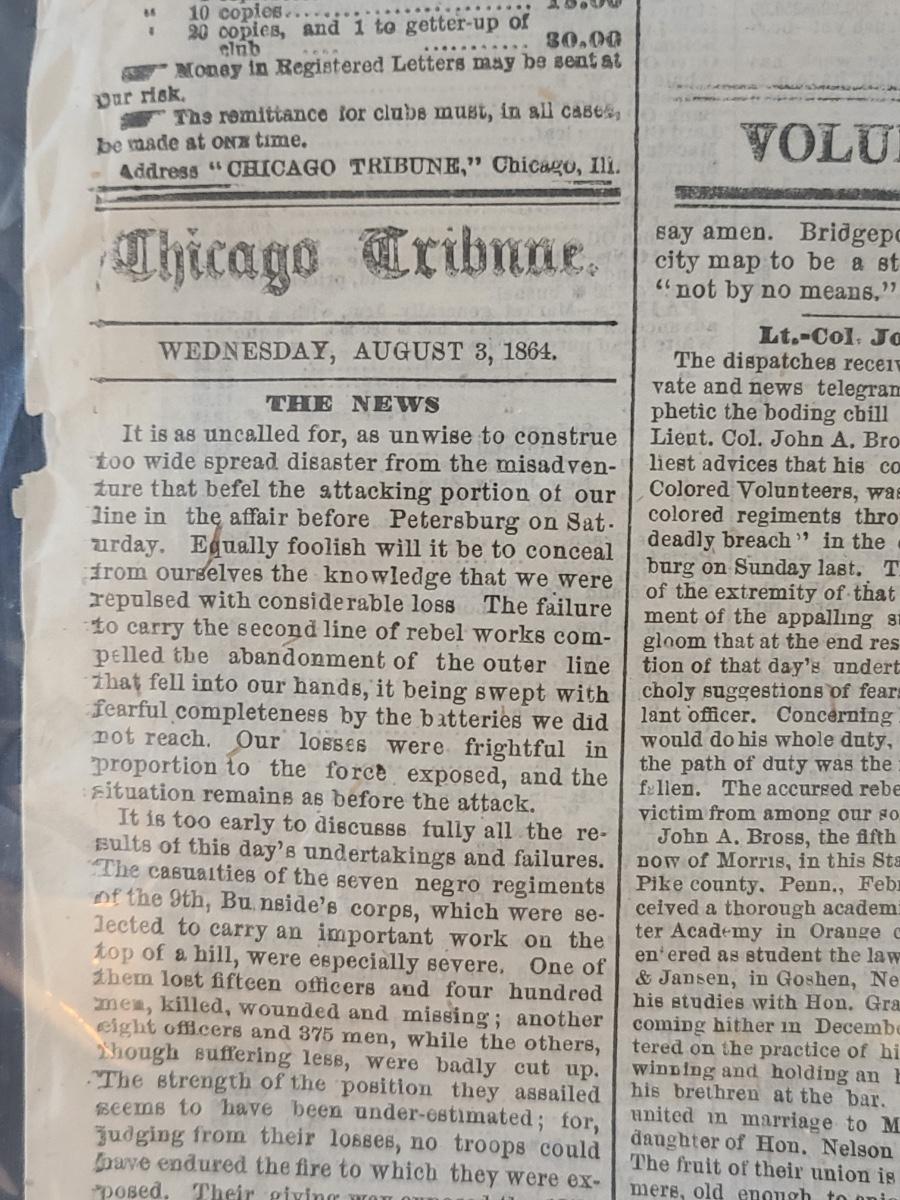 " 10 copies
20 copies, and 1 to getter-up of
club .... .......... 30.00
Money in Registered Letters may be sent at
our risk.
The remittance for clubs must, in all cases,
be made at ONE time.
Address "CHICAGO TRIBUNE," Chicago, Ill.
Chicago Tribune.
WEDNESDAY, AUGUST 3, 1864.
THE NEWS
It is as uncalled for, as unwise to construe
too wide spread disaster from the misadven-
ture that befel the attacking portion of our
line in the affair before Petersburg on Sat-
urday. Equally foolish will it be to conceal
from ourselves the knowledge that we were
repulsed with considerable loss The failure
to carry the second line of rebel works com-
pelled the abandonment of the outer line
that fell into our hands, it being swept with
fearful completeness by the batteries we did
not reach. Our losses were frightful in
proportion to the force exposed, and the
situation remains as before the attack.
It is too early to discusss fully all the re-
sults of this day's undertakings and failures.
The casualties of the seven negro regiments
of the 9th, Bu nside's corps, which were se-
lected to carry an important work on the
top of a hill, were especially severe. One of
them lost fifteen officers and four hundred
men, killed, wounded and missing; another
eight officers and 375 men, while the others,
though suffering less, were badly cut up.
The strength of the position they assailed
seems to have been under-estimated; for,
judging from their losses, no troops could
have endured the fire to which they were ex-
posed. Their giving way
VOLU
say amen. Bridgepo
city map to be a st
"not by no means."
Lt.-Col. Jo
The dispatches receiv
vate and news telegram
phetic the boding chill
Lieut. Col. John A. Bro
liest advices that his co
Colored Volunteers, was
colored regiments thro
deadly breach" in the
burg on Sunday last. T
of the extremity of that
ment of the appalling st
gloom that at the end res
tion of that day's undert
choly suggestions of fears
lant officer. Concerning
would do his whole duty,
the path of duty was the
fallen. The accursed rebe
victim from among our so
John A. Bross, the fifth
now of Morris, in this Sta
Pike county, Penn., Febr
ceived a thorough academi
ter Academy in Orange c
en'ered as student the law
& Jansen, in Goshen, Ne
his studies with Hon. Gra
coming hither in Decembe
tered on the practice of hi
winning and holding an h
his brethren at the bar.
united in marriage to M
daughter of Hon. Nelson
The fruit of their union is
mers, old enough to